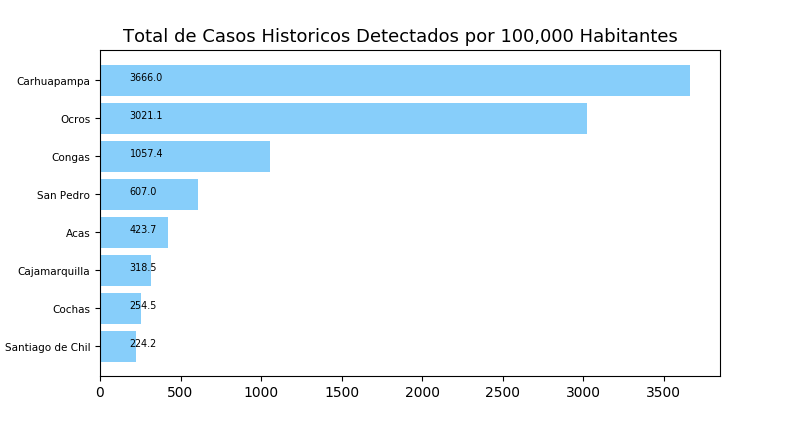 Total de Casos Historicos Detectados por 100,000 Habitantes
Carhuapampa 3666.0
Ocros 3021.1
Congas 1057.4
San Pedro 607.0
Acas 423.7
Cajamarquilla 318.5
Cochas 254.5
Santiago de Chil 224.2
0 500 1000 1500 2000 2500 3000 3500